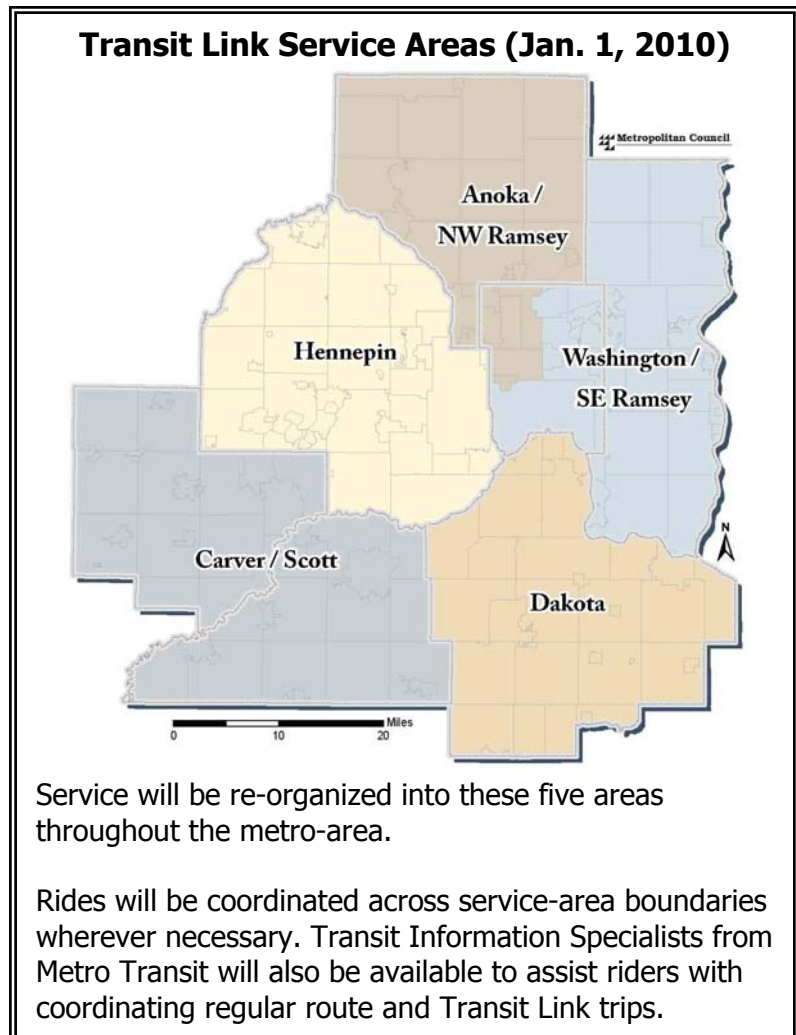 Transit Link Service Areas (Jan. 1, 2010)
Metropolitan Council
Anoka /
NW Ramsey
Hennepin
Washington /
SE Ramsey
Carver / Scott
N
Dakota
Miles
0 10 20
Service will be re-organized into these five areas
throughout the metro-area.
Rides will be coordinated across service-area boundaries
wherever necessary. Transit Information Specialists from
Metro Transit will also be available to assist riders with
coordinating regular route and Transit Link trips.